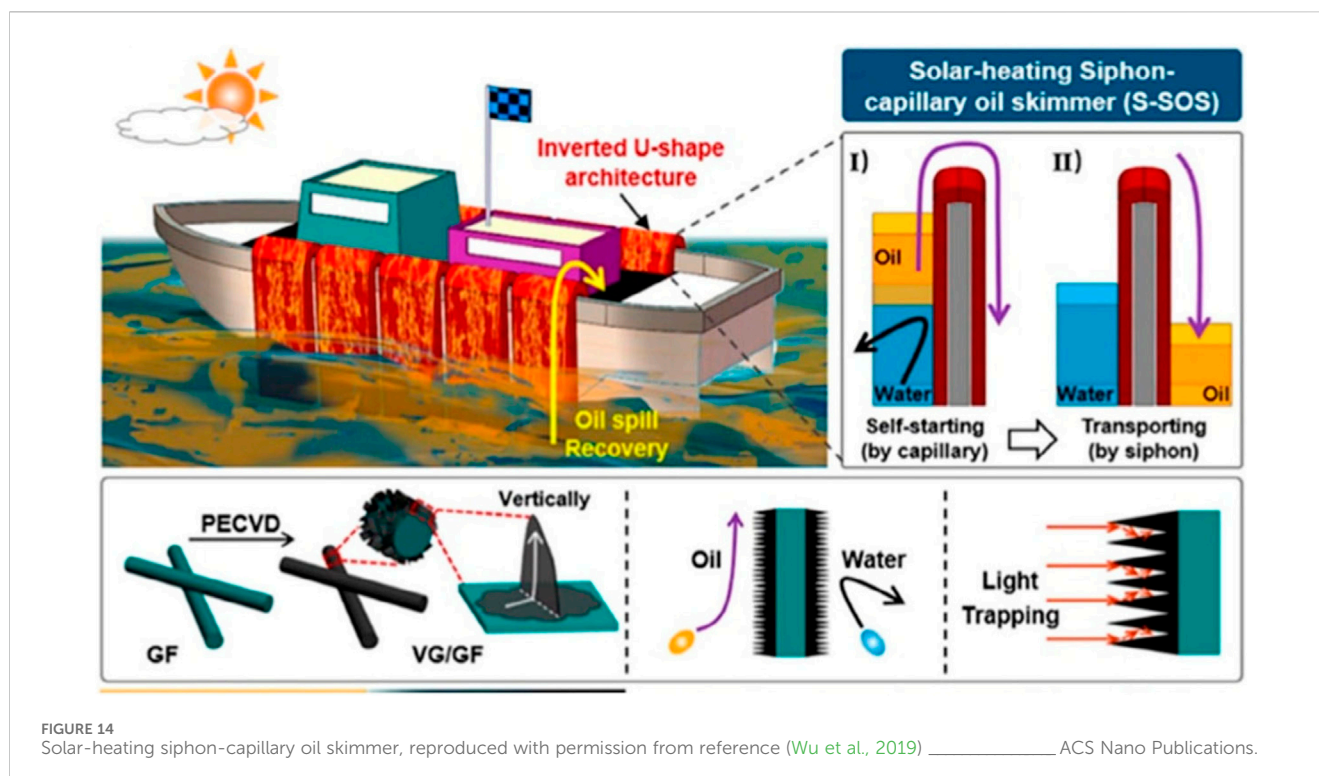 Solar-heating Siphon-
capillary oil skimmer (S-SOS)
Inverted U-shape
architecture
I)
II)
Oil
Water
Water
Oil
Self-starting
(by capillary)
Transporting
(by siphon)
Oil spill
Recovery
PECVD
Vertically
GF
VG/GF
Oil
Water
Light
Trapping
FIGURE 14
Solar-heating siphon-capillary oil skimmer, reproduced with permission from reference (Wu et al., 2019) ____________ ACS Nano Publications.